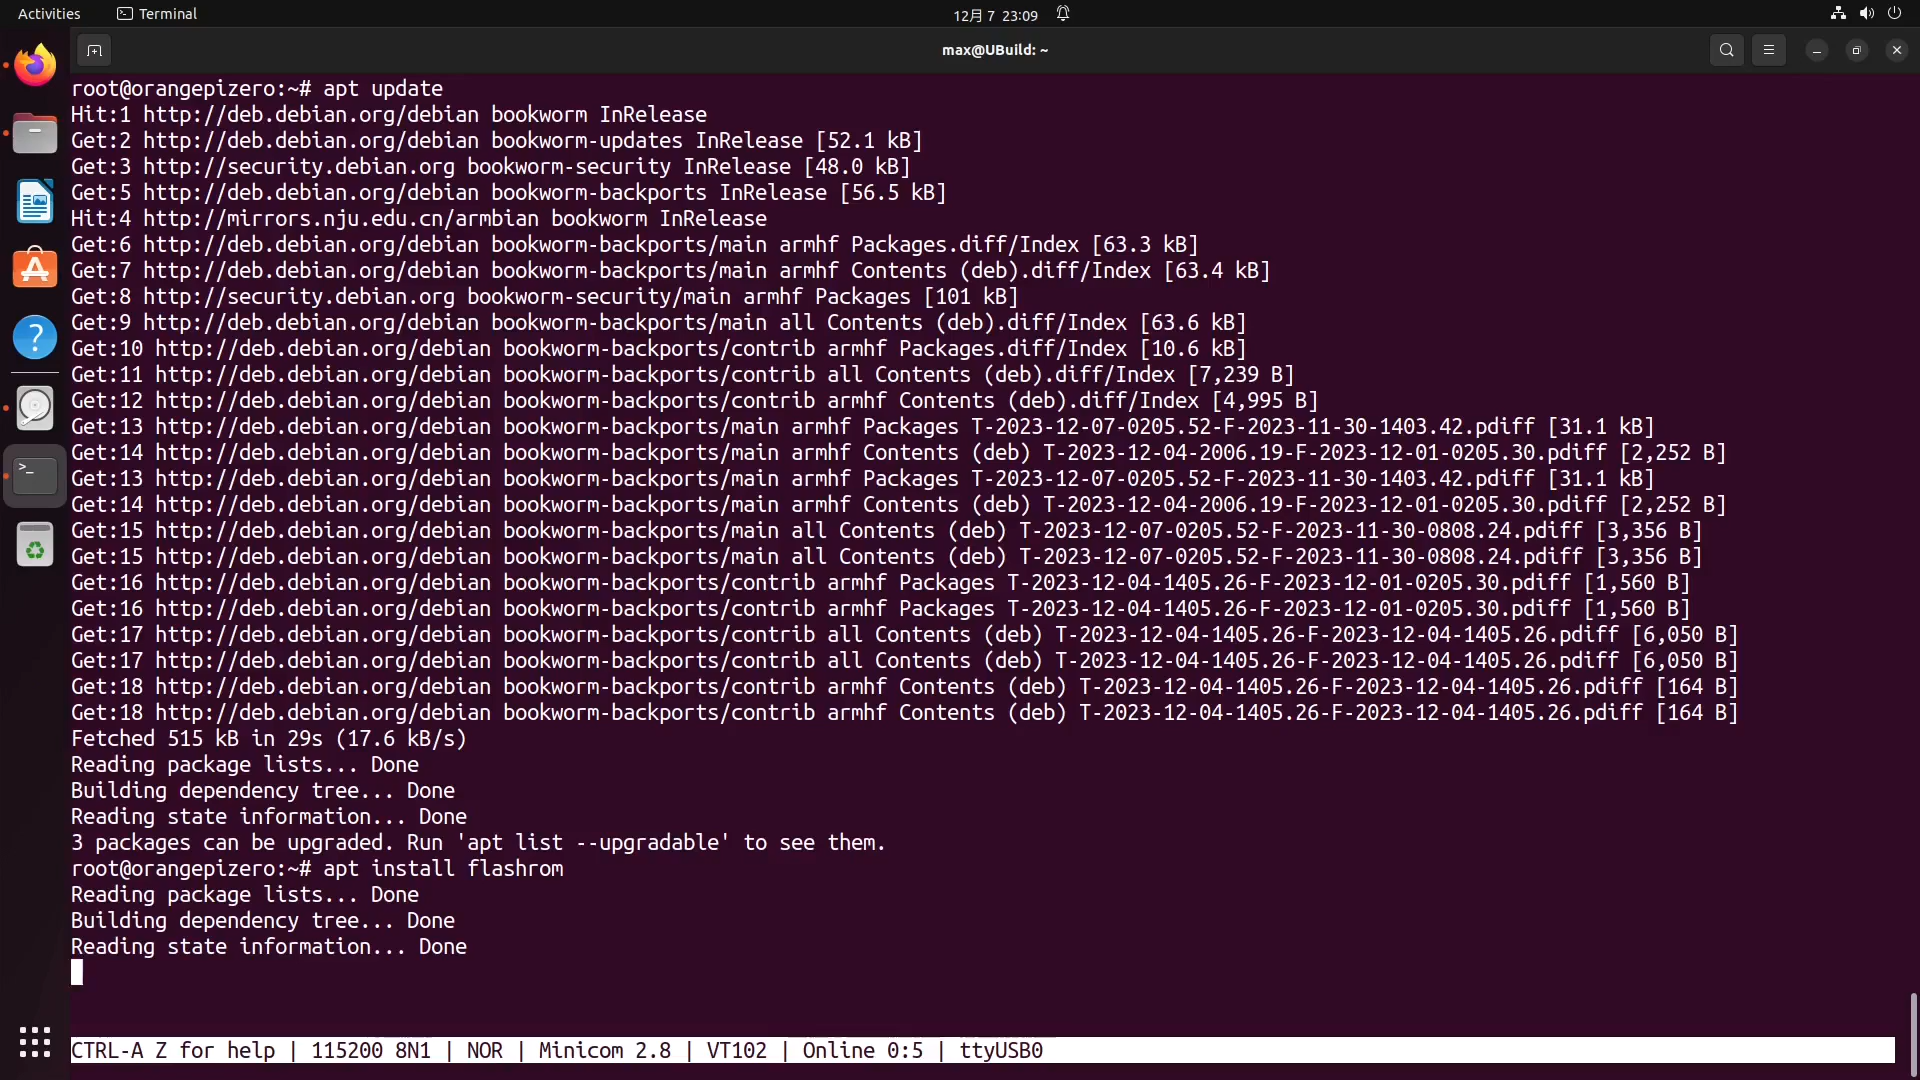 Activities
Terminal
12月 7 23:09
max@UBuild: ~
root@orangepizero:~# apt update
Hit:1 http://deb.debian.org/debian bookworm InRelease
Get:2 http://deb.debian.org/debian bookworm-updates InRelease [52.1 kB]
Get:3 http://security.debian.org bookworm-security InRelease [48.0 kB]
Get:5 http://deb.debian.org/debian bookworm-backports InRelease [56.5 kB]
Hit:4 http://mirrors.nju.edu.cn/armbian bookworm InRelease
Get:6 http://deb.debian.org/debian bookworm-backports/main armhf Packages.diff/Index [63.3 kB]
Get:7 http://deb.debian.org/debian bookworm-backports/main armhf Contents (deb).diff/Index [63.4 kB]
Get:8 http://security.debian.org bookworm-security/main armhf Packages [101 kB]
Get:9 http://deb.debian.org/debian bookworm-backports/main all Contents (deb).diff/Index [63.6 kB]
Get:10 http://deb.debian.org/debian bookworm-backports/contrib armhf Packages.diff/Index [10.6 kB]
Get:11 http://deb.debian.org/debian bookworm-backports/contrib all Contents (deb).diff/Index [7,239 B]
Get:12 http://deb.debian.org/debian bookworm-backports/contrib armhf Contents (deb).diff/Index [4,995 B]
Get:13 http://deb.debian.org/debian bookworm-backports/main armhf Packages T-2023-12-07-0205.52-F-2023-11-30-1403.42.pdiff [31.1 kB]
Get:14 http://deb.debian.org/debian bookworm-backports/main armhf Contents (deb) T-2023-12-04-2006.19-F-2023-12-01-0205.30.pdiff [2,252 B]
Get:13 http://deb.debian.org/debian bookworm-backports/main armhf Packages T-2023-12-07-0205.52-F-2023-11-30-1403.42.pdiff [31.1 kB]
Get:14 http://deb.debian.org/debian bookworm-backports/main armhf Contents (deb) T-2023-12-04-2006.19-F-2023-12-01-0205.30.pdiff [2,252 B]
Get:15 http://deb.debian.org/debian bookworm-backports/main all Contents (deb) T-2023-12-07-0205.52-F-2023-11-30-0808.24.pdiff [3,356 B]
Get:15 http://deb.debian.org/debian bookworm-backports/main all Contents (deb) T-2023-12-07-0205.52-F-2023-11-30-0808.24.pdiff [3,356 B]
Get:16 http://deb.debian.org/debian bookworm-backports/contrib armhf Packages T-2023-12-04-1405.26-F-2023-12-01-0205.30.pdiff [1,560 B]
Get:16 http://deb.debian.org/debian bookworm-backports/contrib armhf Packages T-2023-12-04-1405.26-F-2023-12-01-0205.30.pdiff [1,560 B]
Get:17 http://deb.debian.org/debian bookworm-backports/contrib all Contents (deb) T-2023-12-04-1405.26-F-2023-12-04-1405.26.pdiff [6,050 B]
Get:17 http://deb.debian.org/debian bookworm-backports/contrib all Contents (deb) T-2023-12-04-1405.26-F-2023-12-04-1405.26.pdiff [6,050 B]
Get:18 http://deb.debian.org/debian bookworm-backports/contrib armhf Contents (deb) T-2023-12-04-1405.26-F-2023-12-04-1405.26.pdiff [164 B]
Get:18 http://deb.debian.org/debian bookworm-backports/contrib armhf Contents (deb) T-2023-12-04-1405.26-F-2023-12-04-1405.26.pdiff [164 B]
Fetched 515 kB in 29s (17.6 kB/s)
Reading package lists... Done
Building dependency tree... Done
Reading state information... Done
3 packages can be upgraded. Run 'apt list --upgradable' to see them.
root@orangepizero:~# apt install flashrom
Reading package lists... Done
Building dependency tree... Done
Reading state information... Done
CTRL-A Z for help | 115200 8N1 | NOR | Minicom 2.8 | VT102 | Online 0:5 | ttyUSB0